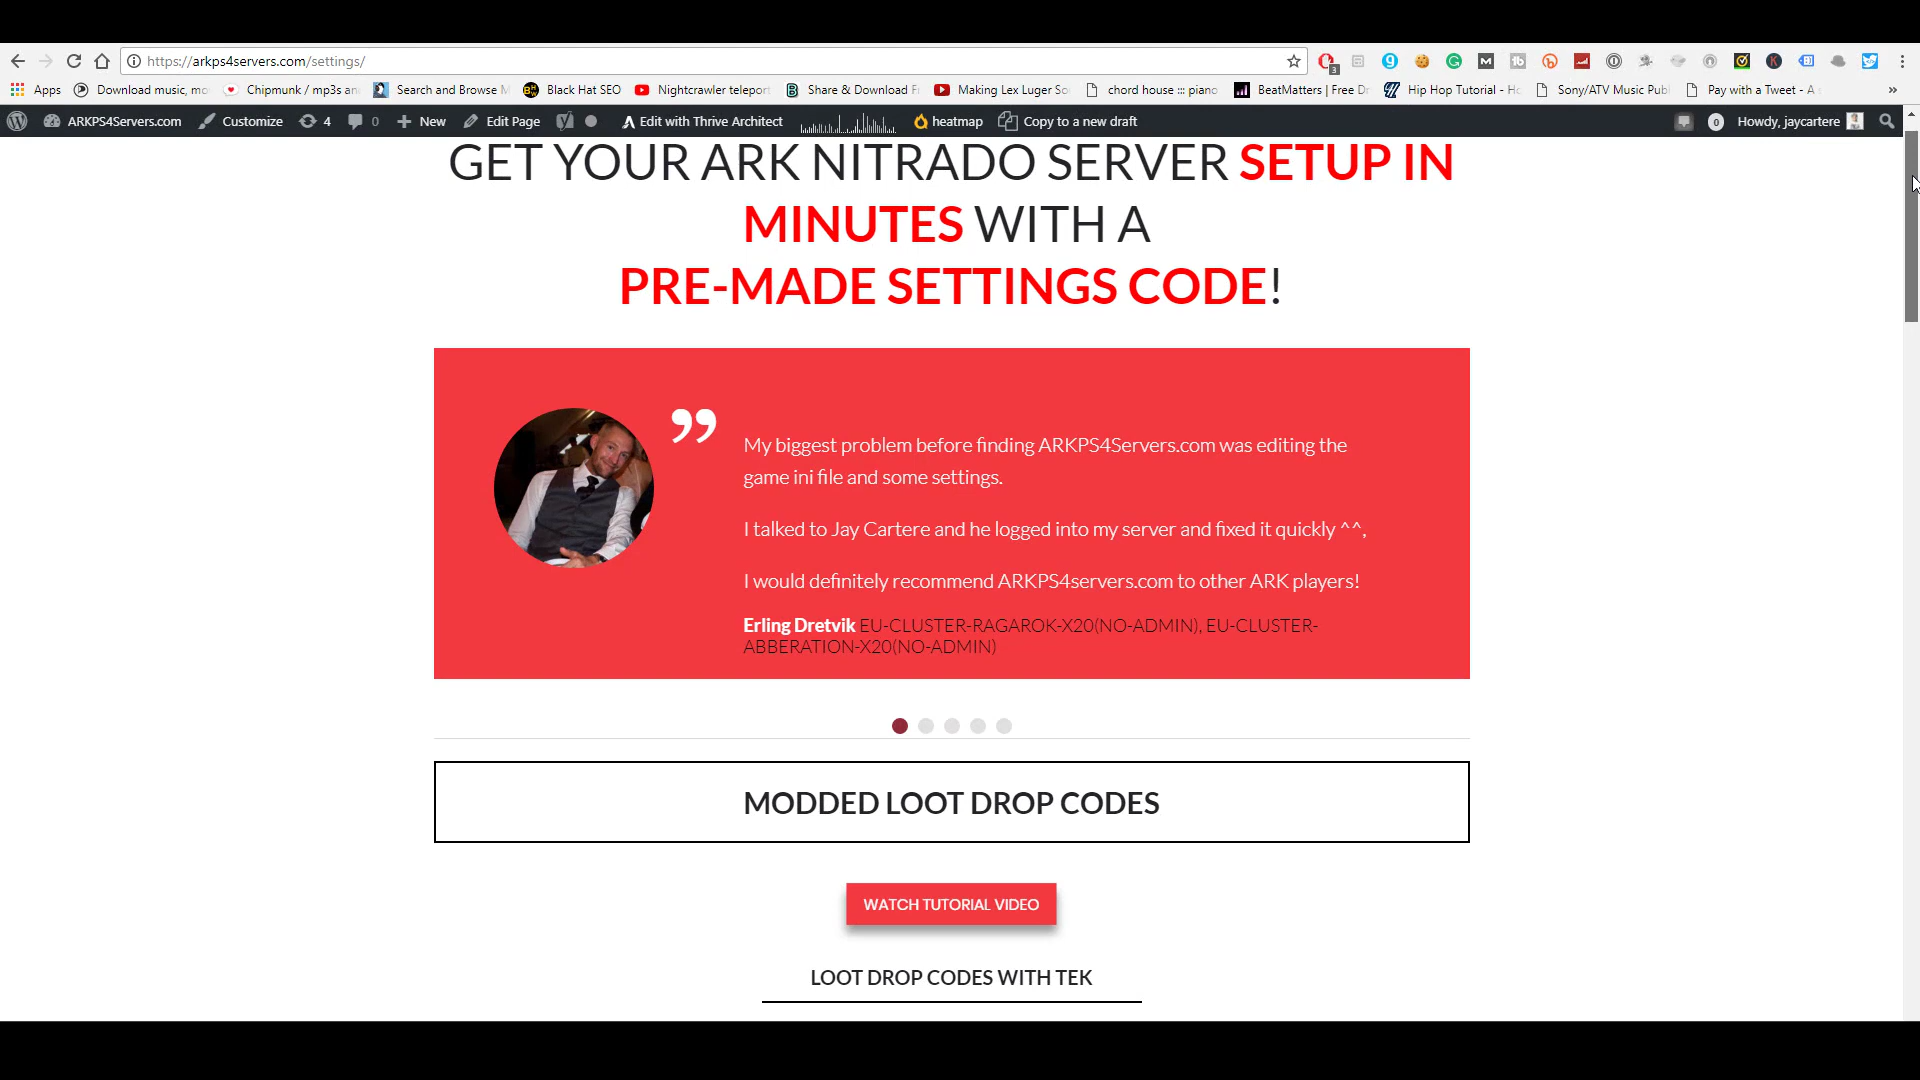 https://arkps4servers.com/settings/
3
Apps Download music, mo Chipmunk / mp3s an Search and Browse M Black Hat SEO Nightcrawler teleport Share & Download Fi Making Lex Luger So chord house ::: piano BeatMatters | Free Dr Hip Hop Tutorial - Ho Sony/ATV Music Publ Pay with a Tweet - A s »
ARKPS4Servers.com Customize 4 0 New Edit Page Edit with Thrive Architect heatmap Copy to a new draft 0 Howdy, jaycartere
GET YOUR ARK NITRADO SERVER SETUP IN
MINUTES WITH A
PRE-MADE SETTINGS CODE!
My biggest problem before finding ARKPS4Servers.com was editing the
game ini file and some settings.
I talked to Jay Cartere and he logged into my server and fixed it quickly ^^,
I would definitely recommend ARKPS4servers.com to other ARK players!
Erling Dretvik EU-CLUSTER-RAGAROK-X20(NO-ADMIN), EU-CLUSTER-
ABBERATION-X20(NO-ADMIN)
MODDED LOOT DROP CODES
WATCH TUTORIAL VIDEO
LOOT DROP CODES WITH TEK